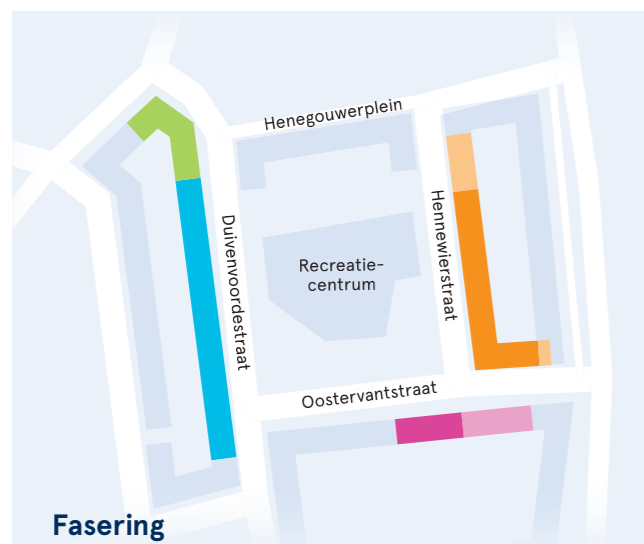 Henegouwerplein
Duivenvoordestraat
Recreatie-
centrum
Hennewierstraat
Oostervantstraat
Fasering